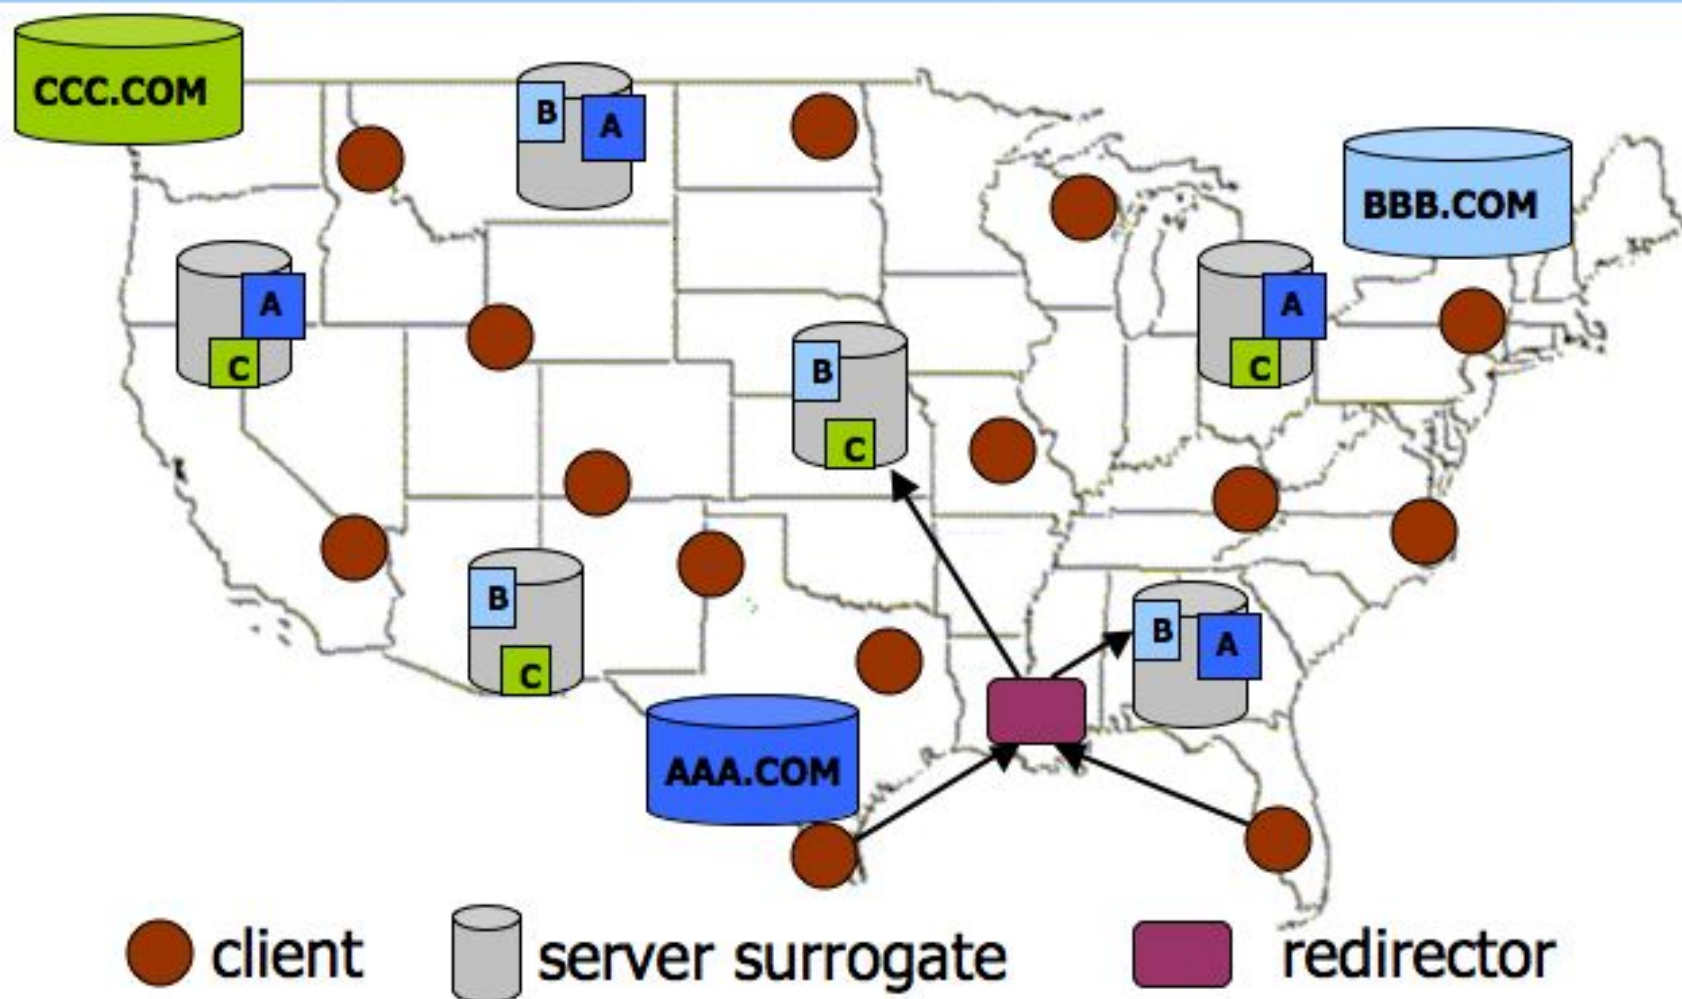 CCC.COM
B
A
BBB.COM
A
C
A
C
B
C
B
C
B
A
AAA.COM
client
server surrogate
redirector